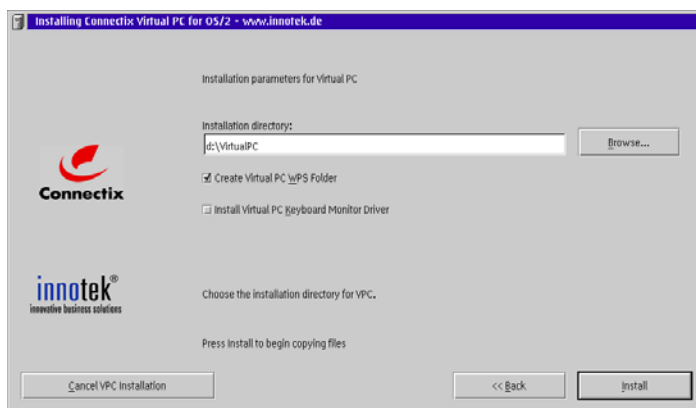 Installing Connectix Virtual PC for OS/2 - www.innotek.de
Installation parameters for Virtual PC
Installation directory:
d:\VirtualPC
Browse...
Create Virtual PC WPS Folder
Install Virtual PC Keyboard Monitor Driver
Connectix
innotek®
innovative business solutions
Choose the installation directory for VPC.
Press Install to begin copying files
Cancel VPC Installation
<< Back
Install